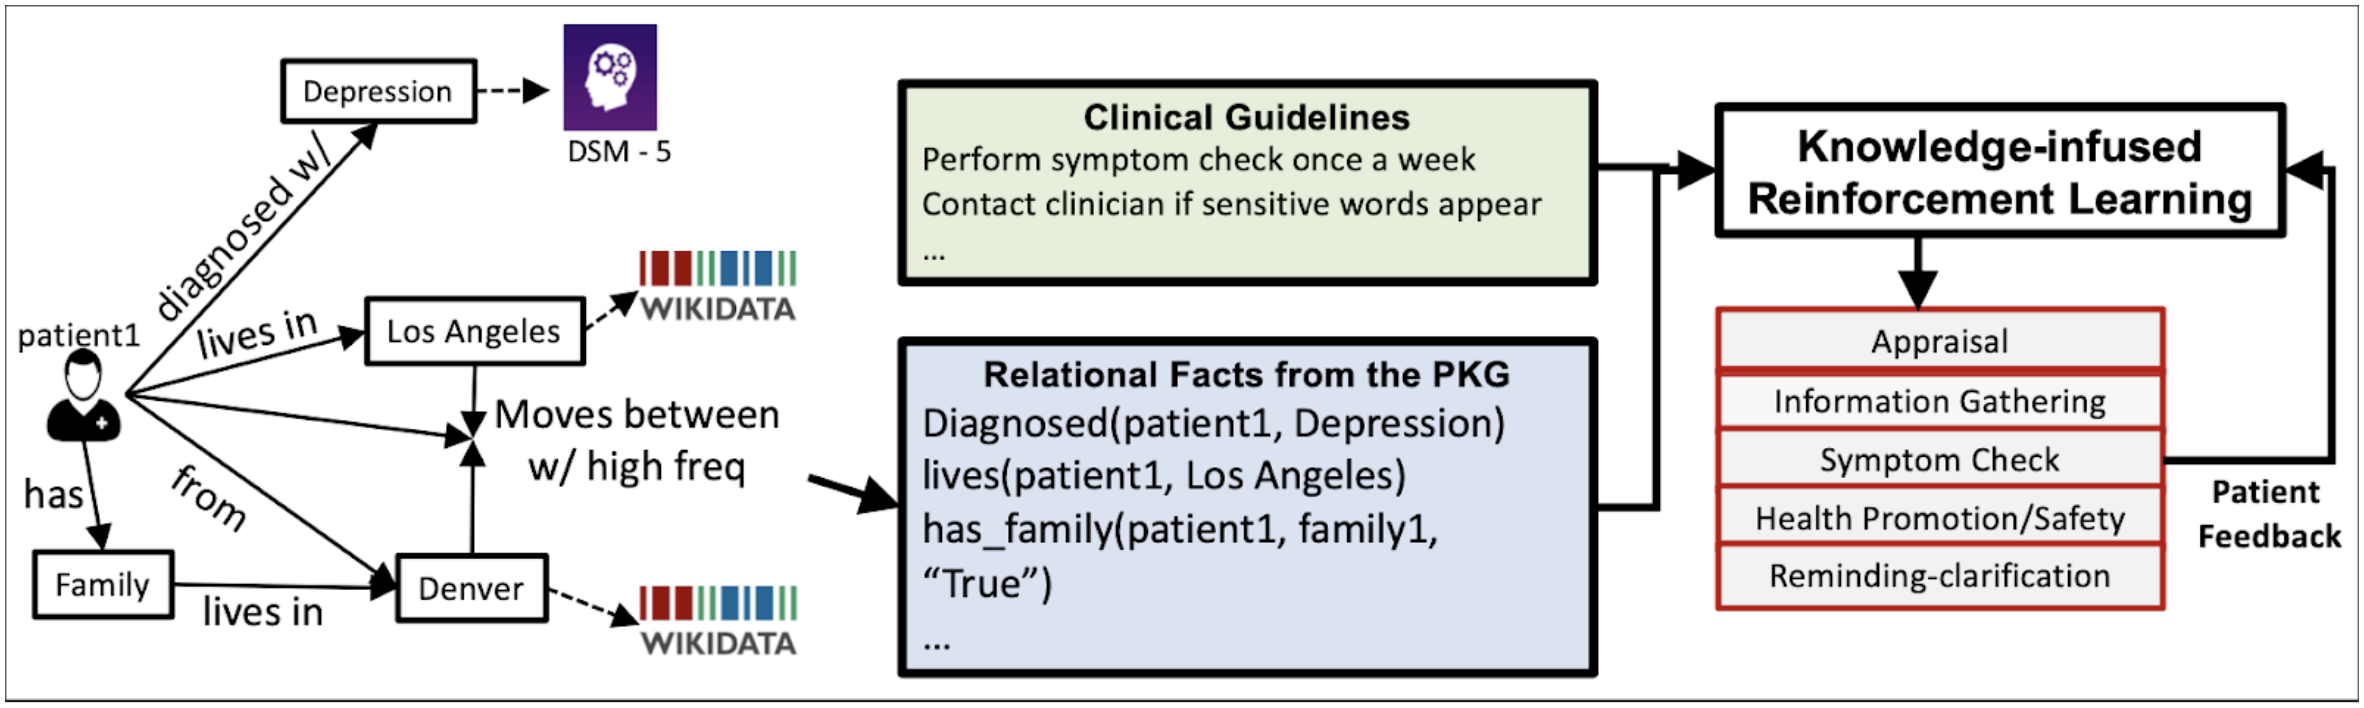 Depression
DSM - 5
diagnosed w/
patient1
lives in
Los Angeles
WIKIDATA
Moves between
w/ high freq
has
from
Family
lives in
Denver
WIKIDATA
Clinical Guidelines
Perform symptom check once a week
Contact clinician if sensitive words appear
...
Relational Facts from the PKG
Diagnosed(patient1, Depression)
lives(patient1, Los Angeles)
has_family(patient1, family1,
“True”)
...
Knowledge-infused
Reinforcement Learning
Appraisal
Information Gathering
Symptom Check
Health Promotion/Safety
Reminding-clarification
Patient
Feedback